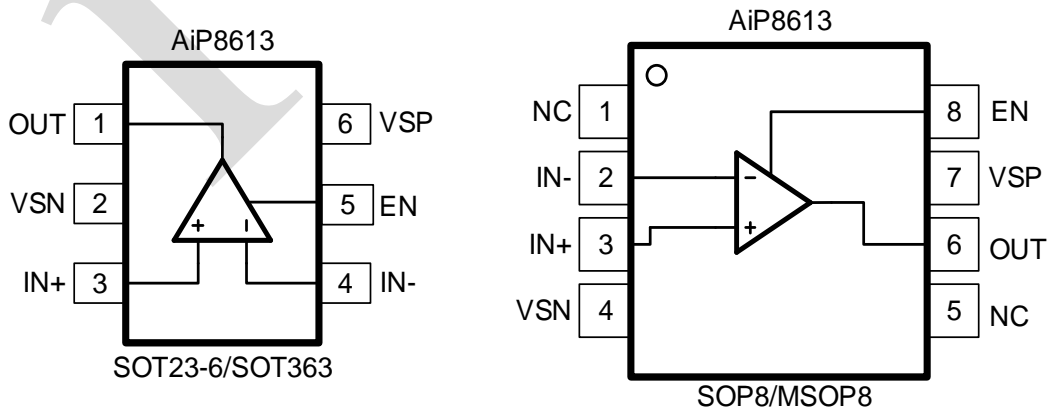 AiP8613
OUT 1 6 VSP
VSN 2 5 EN
IN+ 3 4 IN-
+ -
SOT23-6/SOT363
AiP8613
NC 1 8 EN
IN- 2 7 VSP
IN+ 3 6 OUT
VSN 4 5 NC
-
+
SOP8/MSOP8